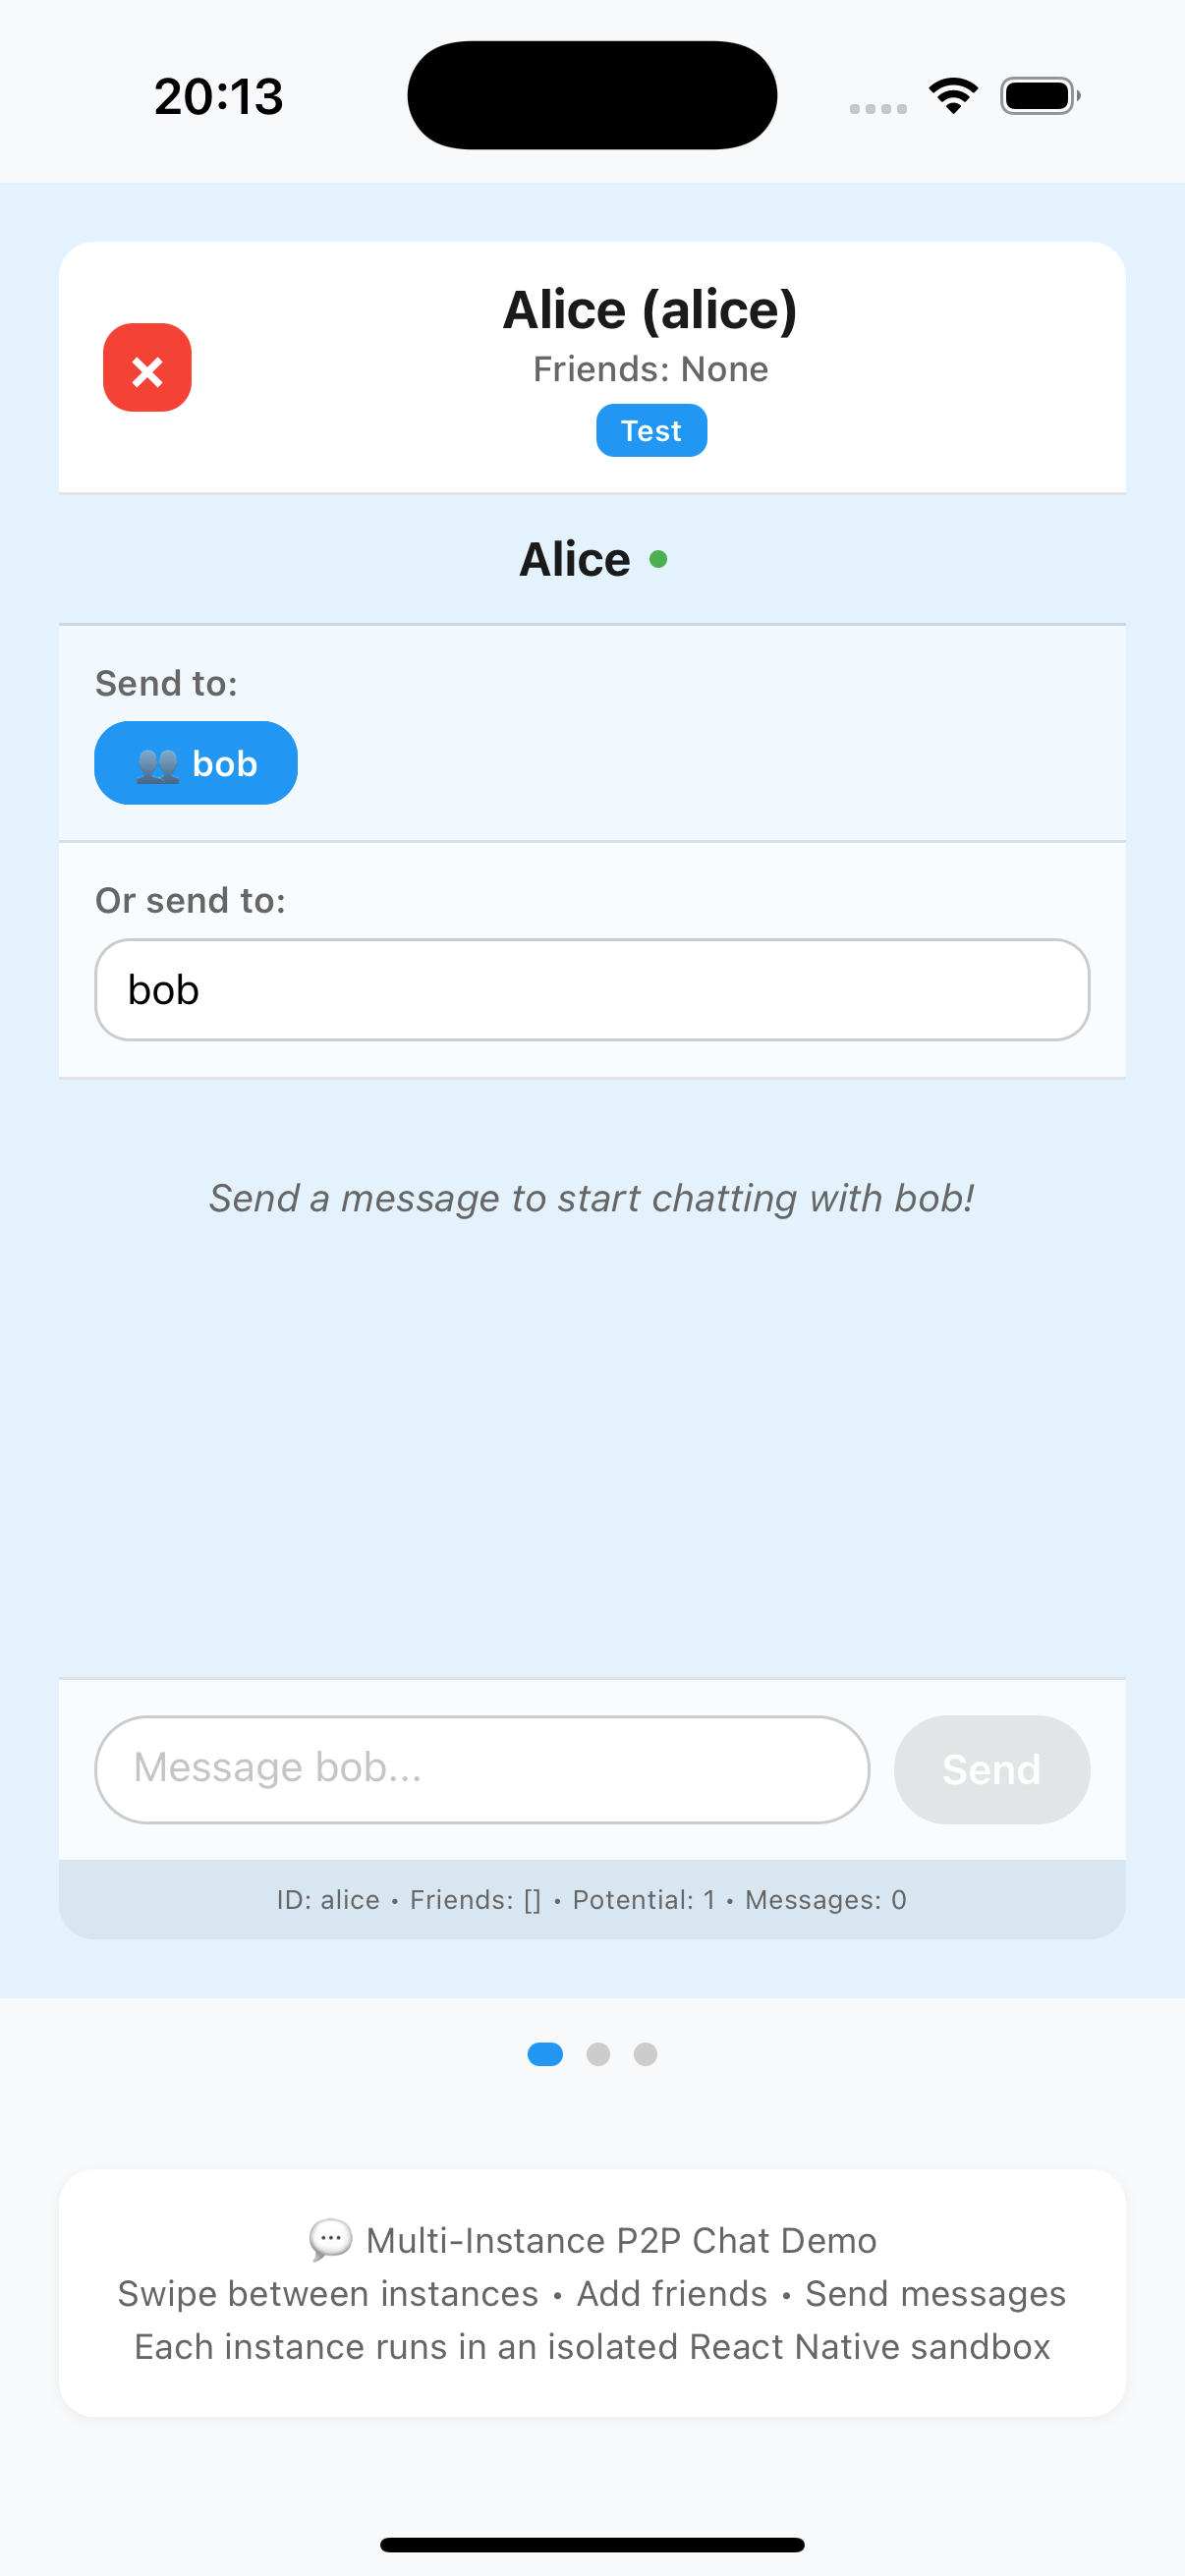 20:13
×
Alice (alice)
Friends: None
Test
Alice
Send to:
👥 bob
Or send to:
bob
Send a message to start chatting with bob!
Message bob...
Send
ID: alice • Friends: [] • Potential: 1 • Messages: 0
💬 Multi-Instance P2P Chat Demo
Swipe between instances • Add friends • Send messages
Each instance runs in an isolated React Native sandbox